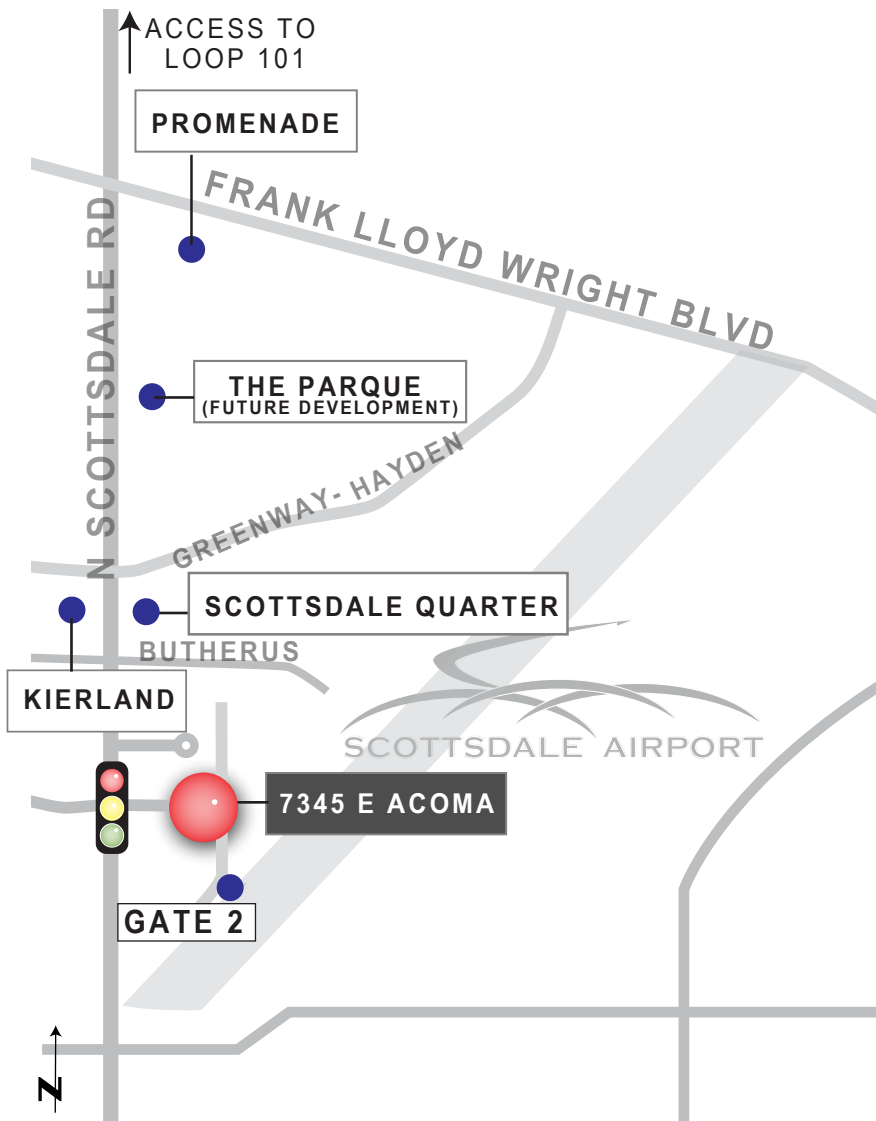 ACCESS TO
LOOP 101
PROMENADE
FRANK LLOYD WRIGHT BLVD
N SCOTTSDALE RD
THE PARQUE
(FUTURE DEVELOPMENT)
GREENWAY- HAYDEN
SCOTTSDALE QUARTER
BUTHERUS
KIERLAND
SCOTTSDALE AIRPORT
7345 E ACOMA
GATE 2
N